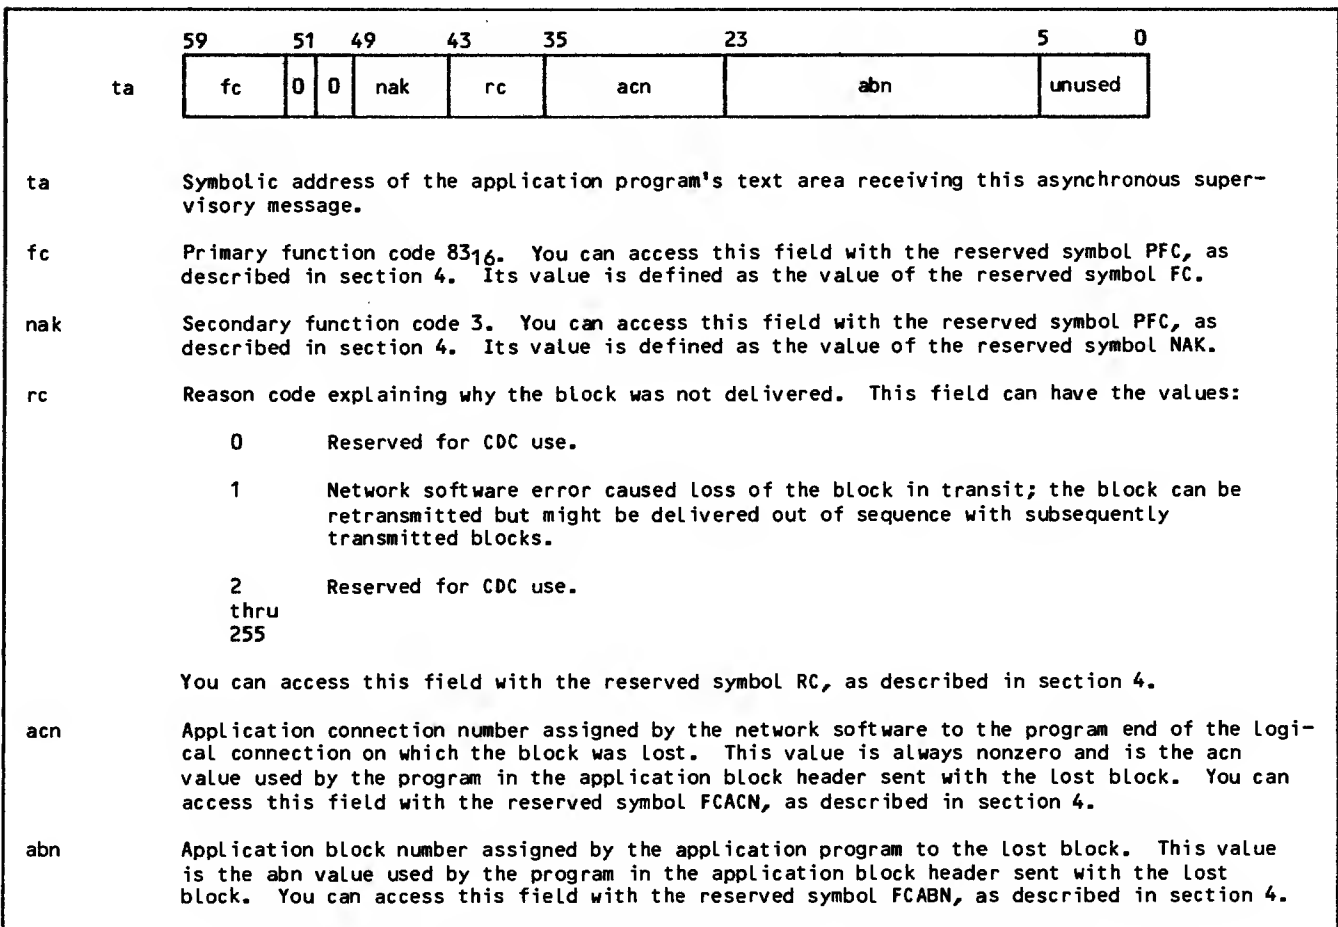 59 51 49 43 35 23 5 0
ta fc 0 0 nak rc acn abn unused
ta Symbolic address of the application program's text area receiving this asynchronous super-
visory message.
fc Primary function code 8316. You can access this field with the reserved symbol PFC, as
described in section 4. Its value is defined as the value of the reserved symbol FC.
nak Secondary function code 3. You can access this field with the reserved symbol PFC, as
described in section 4. Its value is defined as the value of the reserved symbol NAK.
rc Reason code explaining why the block was not delivered. This field can have the values:
0 Reserved for CDC use.
1 Network software error caused loss of the block in transit; the block can be
retransmitted but might be delivered out of sequence with subsequently
transmitted blocks.
2 Reserved for CDC use.
thru
255
You can access this field with the reserved symbol RC, as described in section 4.
acn Application connection number assigned by the network software to the program end of the logi-
cal connection on which the block was lost. This value is always nonzero and is the acn
value used by the program in the application block header sent with the lost block. You can
access this field with the reserved symbol FCACN, as described in section 4.
abn Application block number assigned by the application program to the lost block. This value
is the abn value used by the program in the application block header sent with the lost
block. You can access this field with the reserved symbol FCABN, as described in section 4.